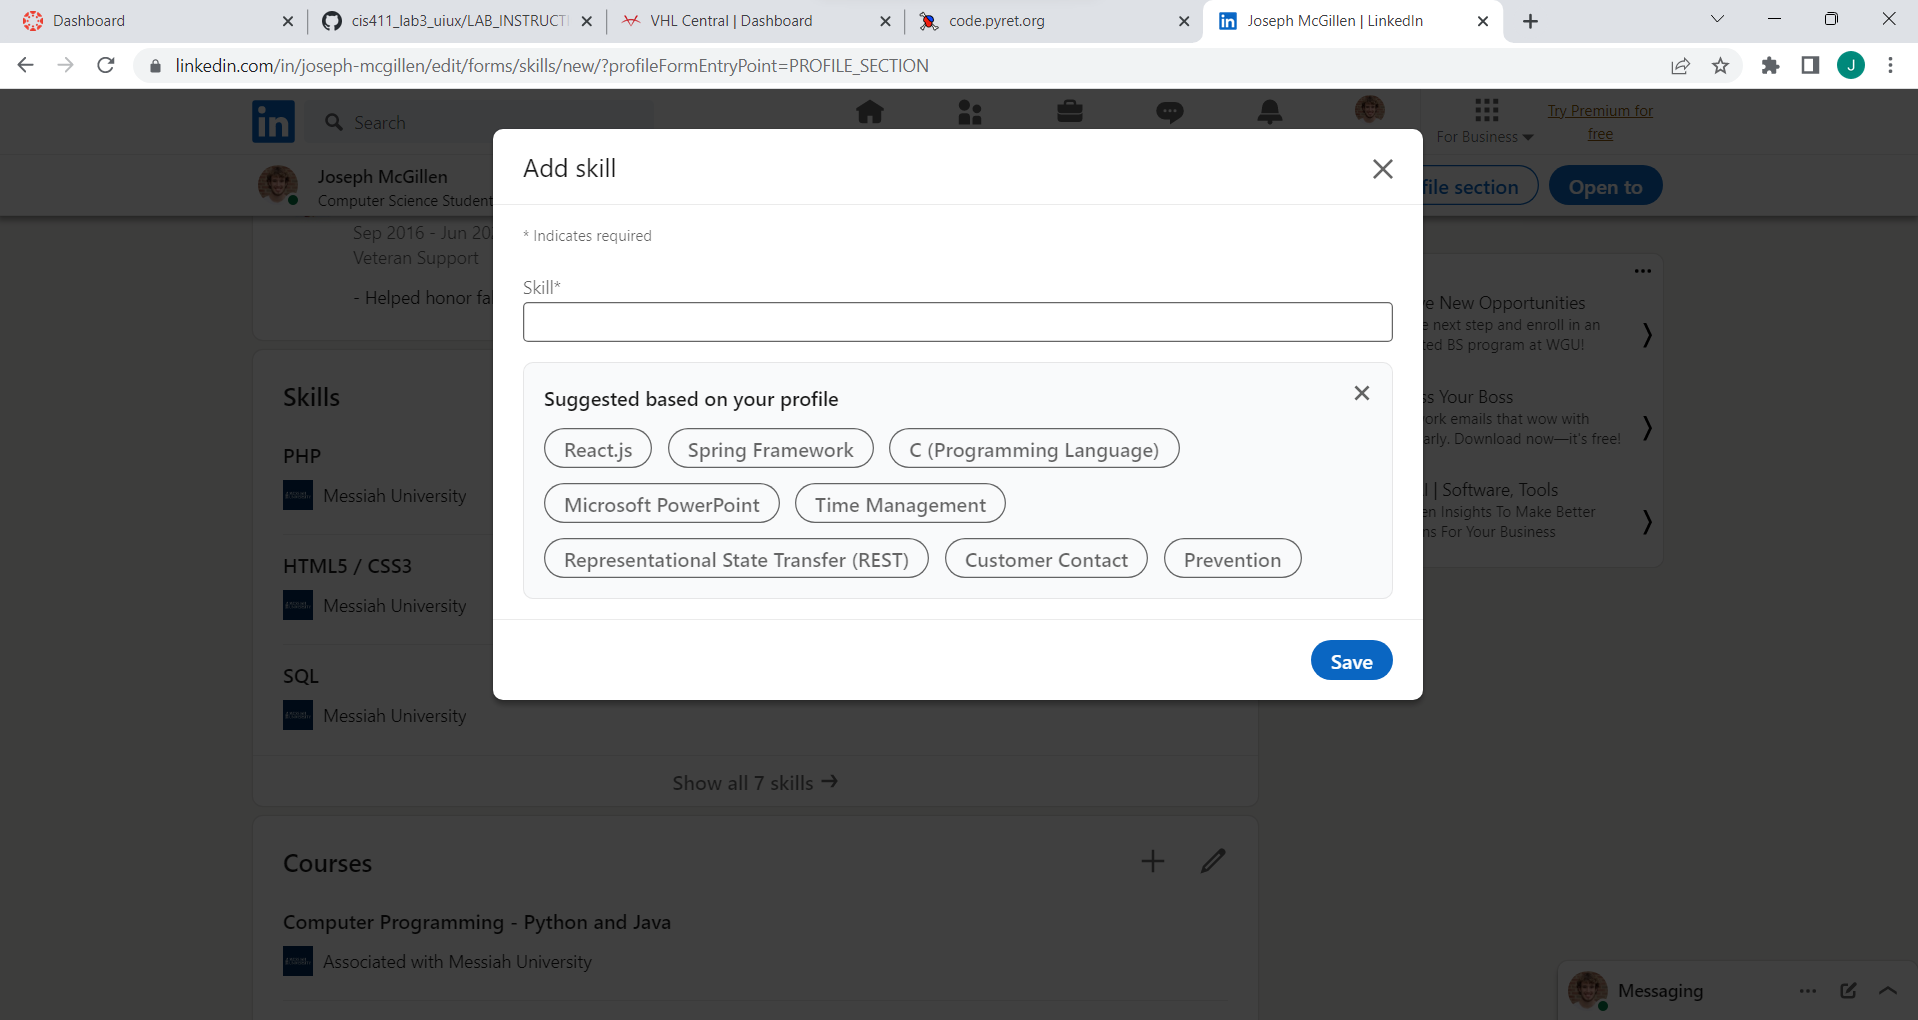 Dashboard
cis411_lab3_uiux/LAB_INSTRUCTI
VHL Central | Dashboard
code.pyret.org
Joseph McGillen | LinkedIn
linkedin.com/in/joseph-mcgillen/edit/forms/skills/new/?profileFormEntryPoint=PROFILE_SECTION
J
in
Search
For Business
Try Premium for
free
Joseph McGillen
Computer Science Student
file section
Open to
Sep 2016 - Jun 20
Veteran Support
- Helped honor fal
Skills
PHP
Messiah University
HTML5 / CSS3
Messiah University
SQL
Messiah University
Show all 7 skills →
Courses
Computer Programming - Python and Java
Associated with Messiah University
Add skill
* Indicates required
Skill*
Suggested based on your profile
React.js
Spring Framework
C (Programming Language)
Microsoft PowerPoint
Time Management
Representational State Transfer (REST)
Customer Contact
Prevention
Save
e New Opportunities
next step and enroll in an
ted BS program at WGU!
ss Your Boss
ork emails that wow with
arly. Download now—it's free!
l | Software, Tools
en Insights To Make Better
ns For Your Business
Messaging